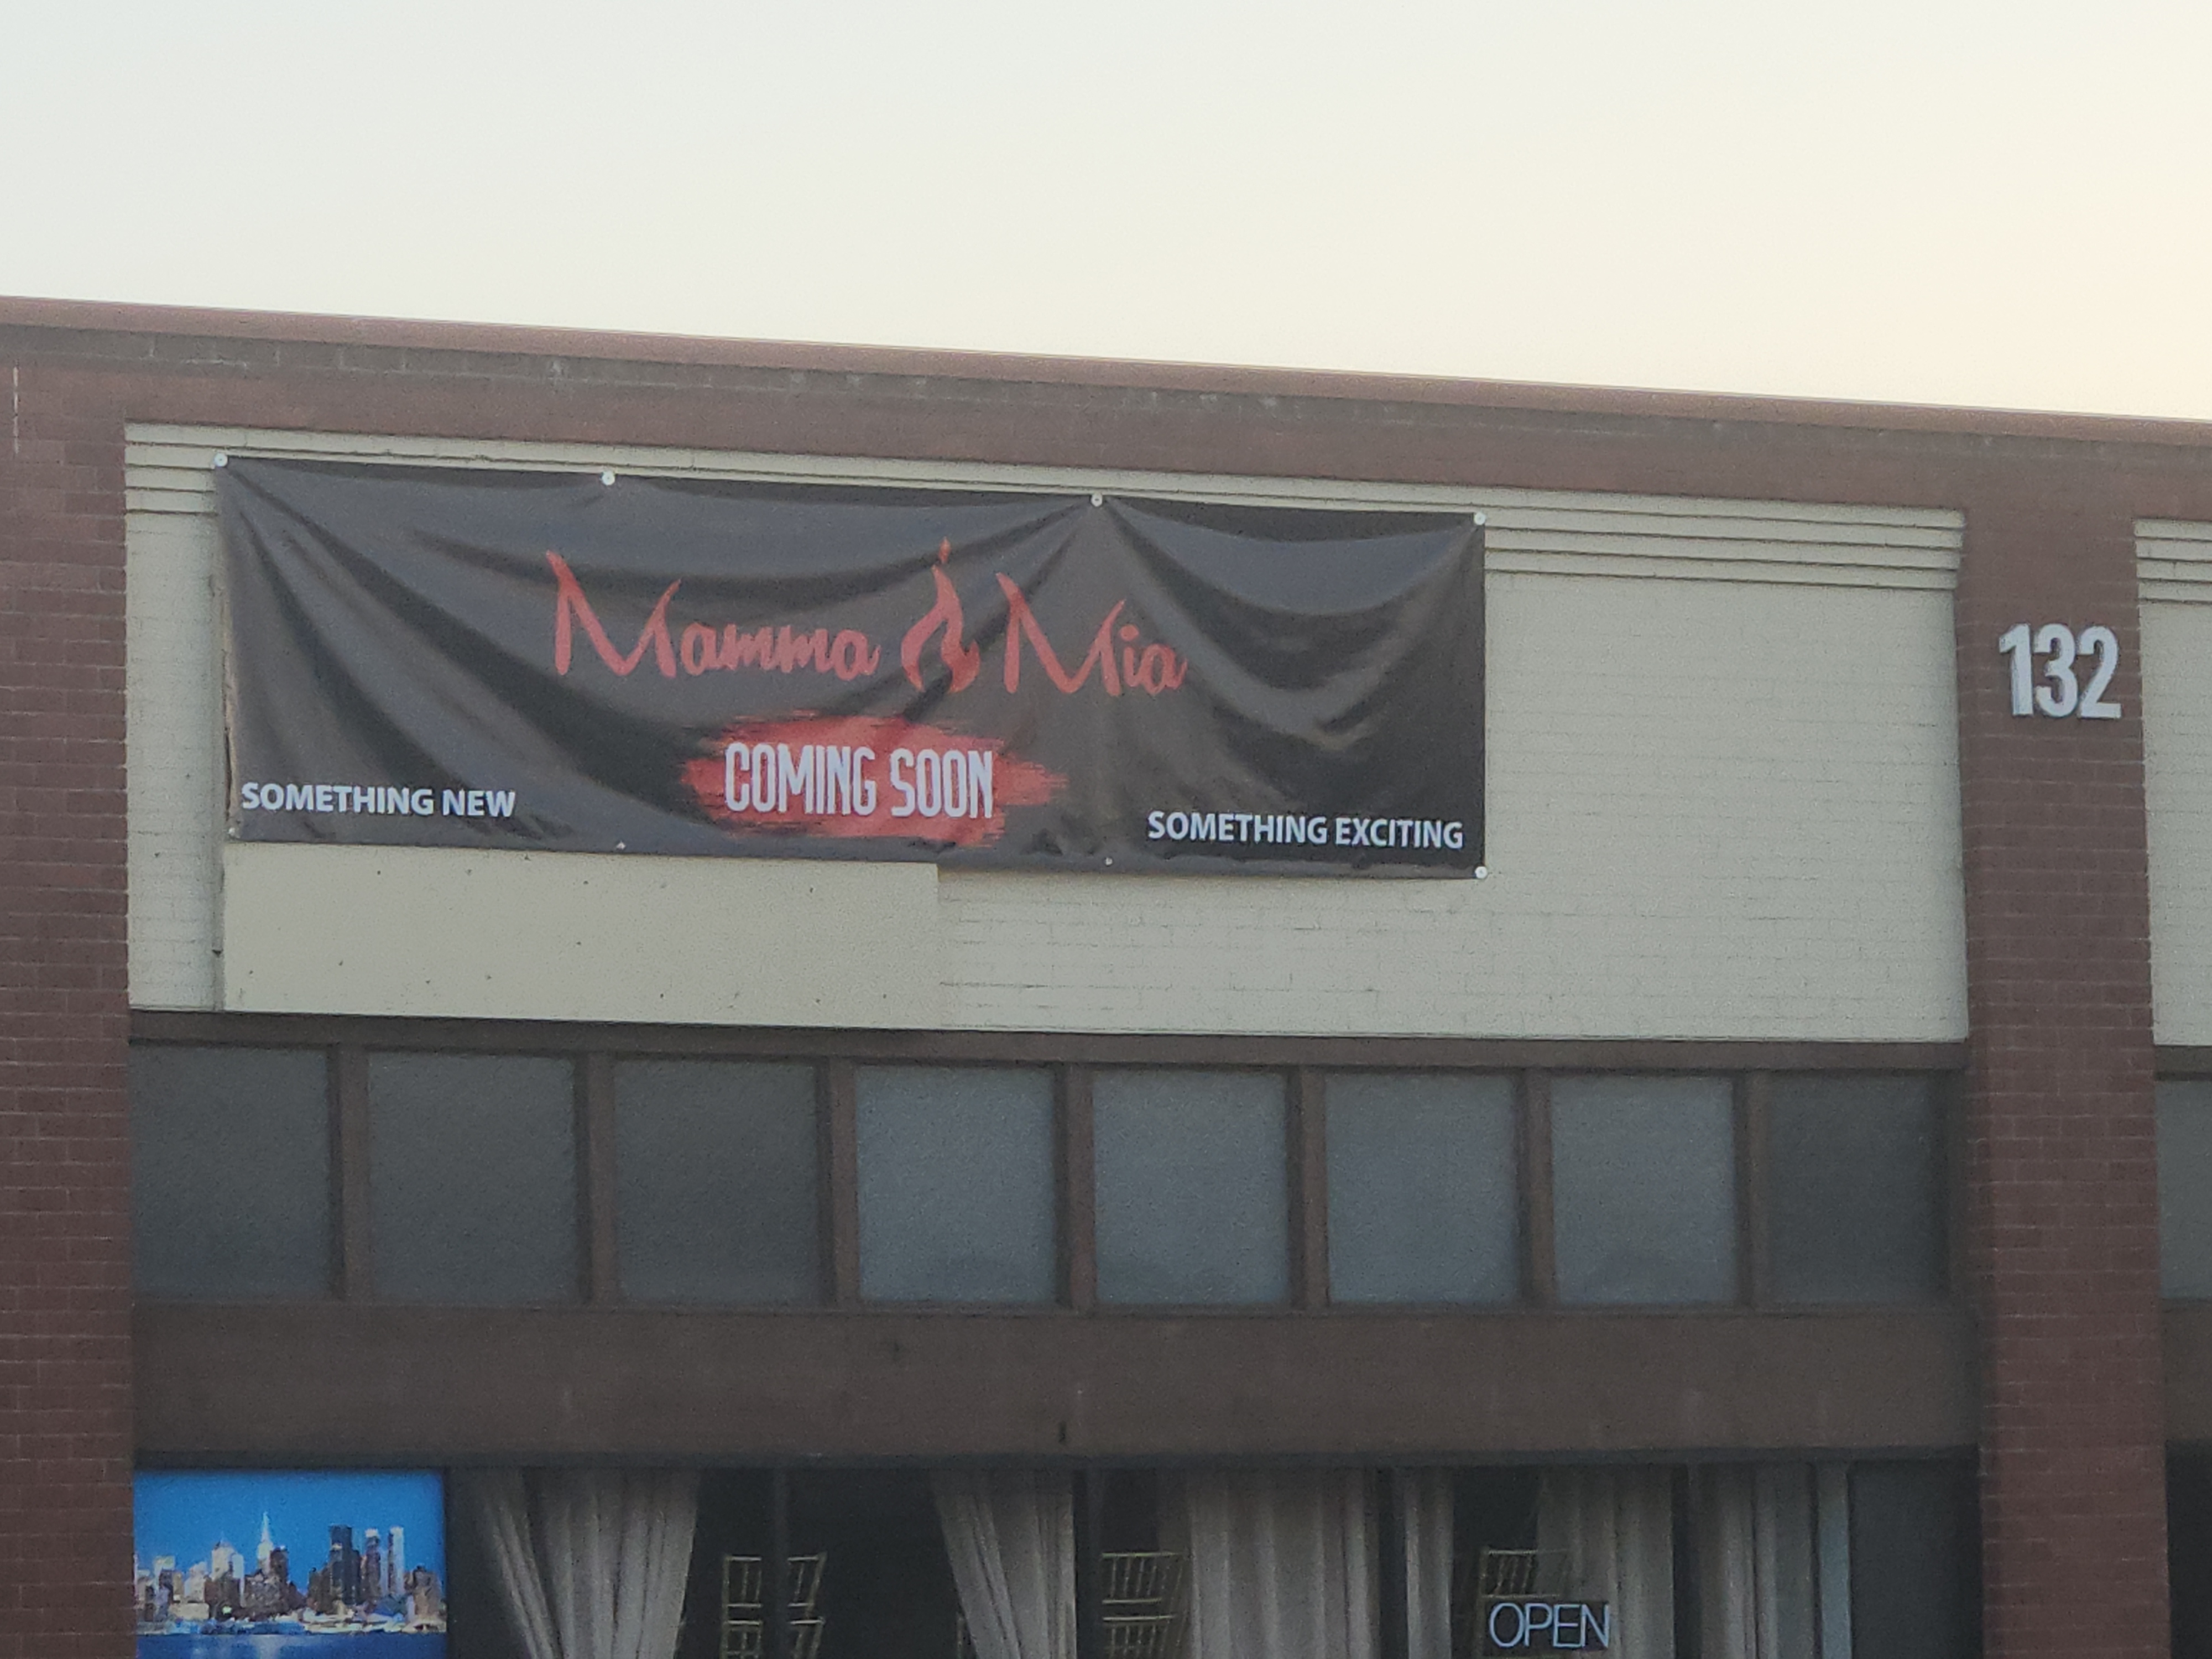 Mamma Mia
COMING SOON
SOMETHING NEW
SOMETHING EXCITING
132
OPEN